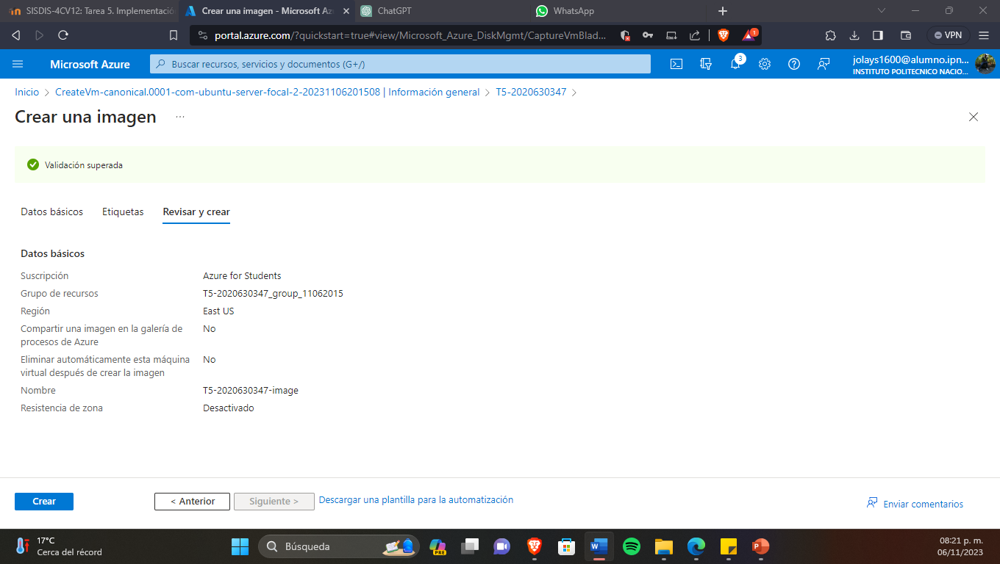 SISDIS-4CV12: Tarea 5. Implementació
Crear una imagen - Microsoft Az
ChatGPT
WhatsApp
portal.azure.com/?quickstart=true#view/Microsoft_Azure_DiskMgmt/CaptureVmBlad...
1
VPN
Microsoft Azure
Buscar recursos, servicios y documentos (G+/)
3
jolays1600@alumno.ipn...
INSTITUTO POLITECNICO NACIO...
Inicio > CreateVm-canonical.0001-com-ubuntu-server-focal-2-20231106201508 | Información general > T5-2020630347 >
Crear una imagen ...
Validación superada
Datos básicos Etiquetas Revisar y crear
Datos básicos
Suscripción Azure for Students
Grupo de recursos T5-2020630347_group_11062015
Región East US
Compartir una imagen en la galería de No
procesos de Azure
Eliminar automáticamente esta máquina No
virtual después de crear la imagen
Nombre T5-2020630347-image
Resistencia de zona Desactivado
Crear < Anterior Siguiente > Descargar una plantilla para la automatización
Enviar comentarios
17°C
Cerca del récord
Búsqueda
PRE
W
P
08:21 p. m.
06/11/2023